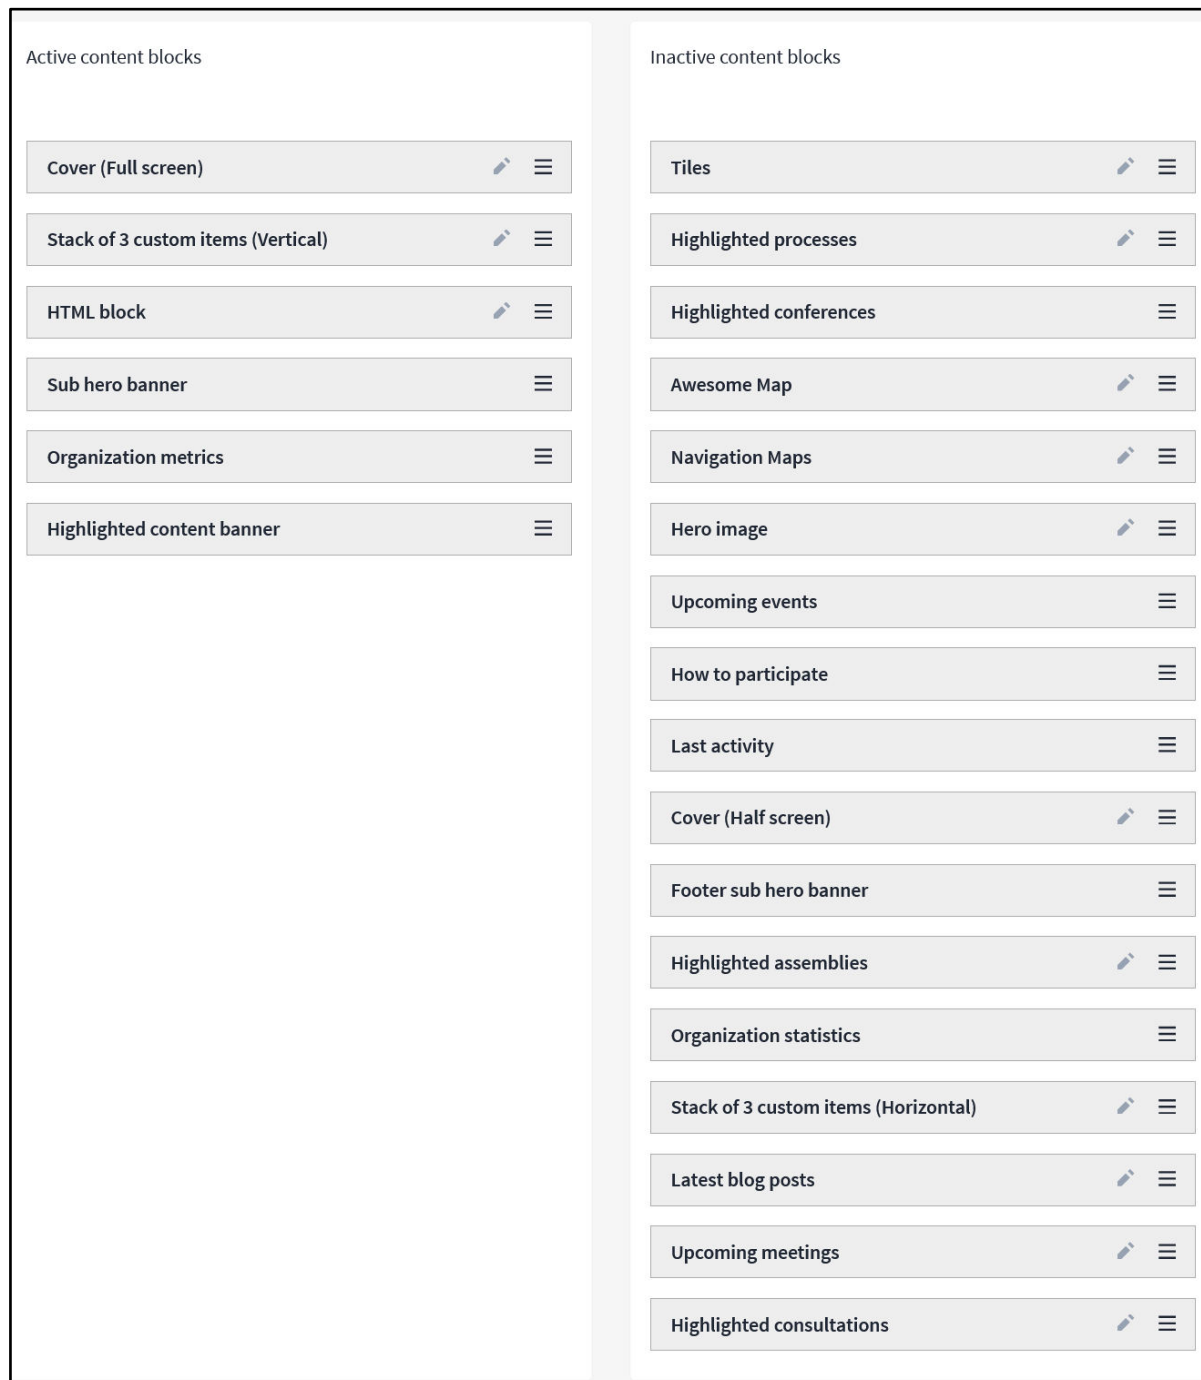 Active content blocks
Cover (Full screen)
Stack of 3 custom items (Vertical)
HTML block
Sub hero banner
Organization metrics
Highlighted content banner
Inactive content blocks
Tiles
Highlighted processes
Highlighted conferences
Awesome Map
Navigation Maps
Hero image
Upcoming events
How to participate
Last activity
Cover (Half screen)
Footer sub hero banner
Highlighted assemblies
Organization statistics
Stack of 3 custom items (Horizontal)
Latest blog posts
Upcoming meetings
Highlighted consultations